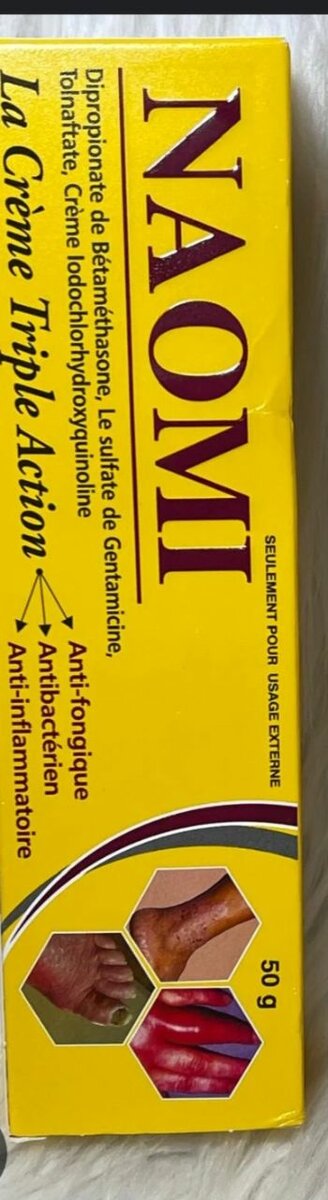 SEULEMENT POUR USAGE EXTERNE
50 g
NAOMI
Dipropionate de Bétaméthasone, Le sulfate de Gentamicine,
Tolnaftate, Crème Iodochlorhydroxyquinoline
La Crème Triple Action
Anti-fongique
Antibactérien
Anti-inflammatoire